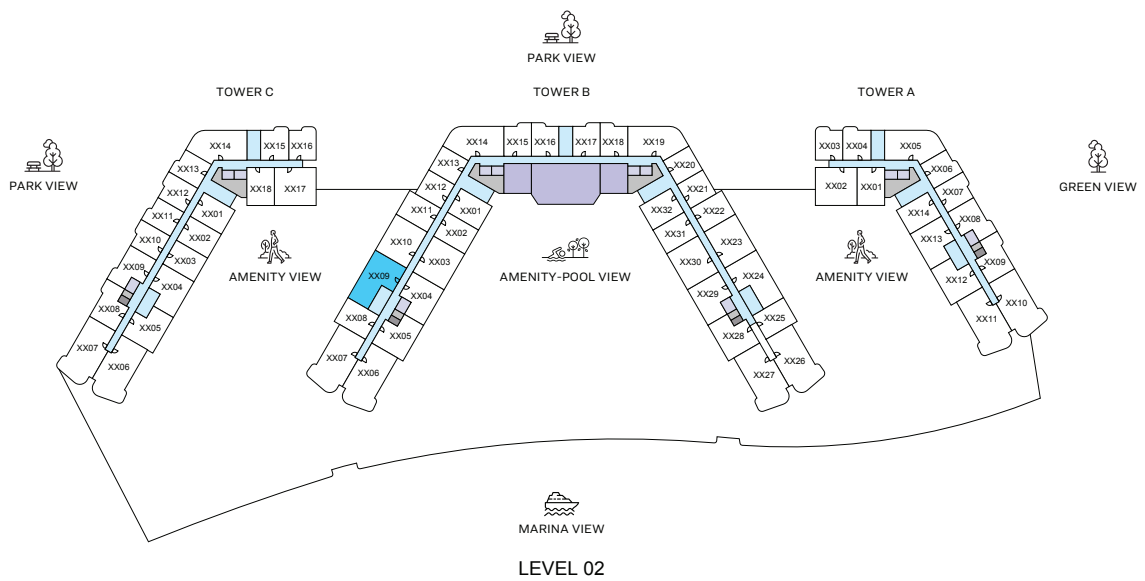 PARK VIEW
TOWER C
TOWER B
TOWER A
PARK VIEW
GREEN VIEW
XX14
XX15
XX16
XX13
XX12
XX11
XX10
XX09
XX08
XX07
XX06
XX05
XX04
XX03
XX02
XX01
XX18
XX17
AMENITY VIEW
XX14
XX15
XX16
XX17
XX18
XX19
XX13
XX12
XX11
XX10
XX09
XX08
XX07
XX06
XX05
XX04
XX03
XX02
XX01
AMENITY-POOL VIEW
XX20
XX21
XX22
XX23
XX24
XX25
XX26
XX27
XX28
XX29
XX30
XX31
XX32
AMENITY VIEW
XX03
XX04
XX05
XX02
XX01
XX06
XX07
XX08
XX09
XX10
XX11
XX12
XX13
XX14
MARINA VIEW
LEVEL 02